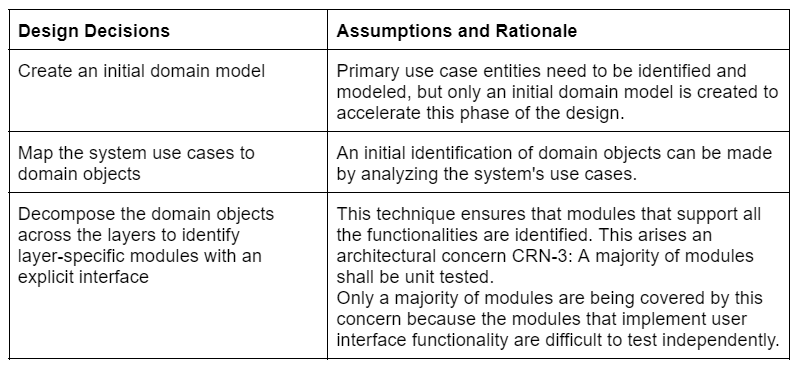 Design Decisions
Assumptions and Rationale
Create an initial domain model
Primary use case entities need to be identified and
modeled, but only an initial domain model is created to
accelerate this phase of the design.
Map the system use cases to
domain objects
An initial identification of domain objects can be made
by analyzing the system's use cases.
Decompose the domain objects
across the layers to identify
layer-specific modules with an
explicit interface
This technique ensures that modules that support all
the functionalities are identified. This arises an
architectural concern CRN-3: A majority of modules
shall be unit tested.
Only a majority of modules are being covered by this
concern because the modules that implement user
interface functionality are difficult to test independently.